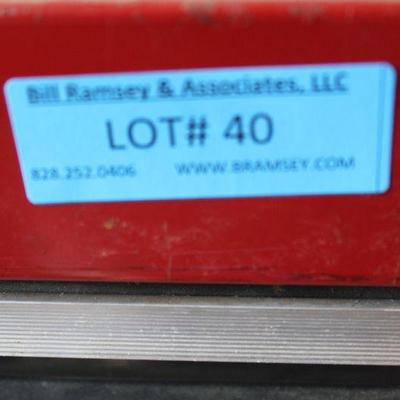 Bill Ramsey & Associates, LLC
LOT# 40
828.252.0406 WWW.BRAMSEY.COM